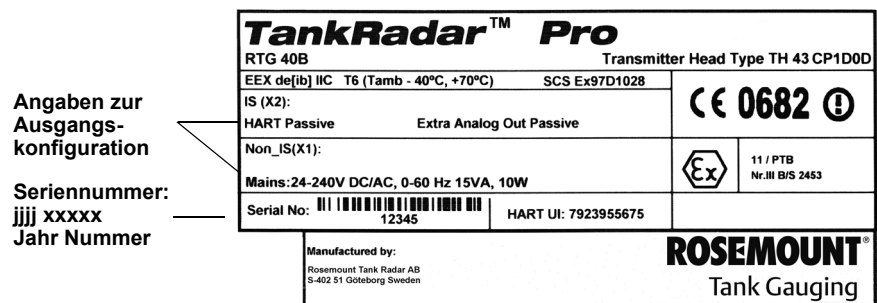 TankRadar™ Pro
RTG 40B Transmitter Head Type TH 43 CP1D0D
EEX de[ib] IIC T6 (Tamb - 40ºC, +70ºC) SCS Ex97D1028
IS (X2):
HART Passive Extra Analog Out Passive
CE 0682
Angaben zur
Ausgangs-
konfiguration
Non_IS(X1):
Mains:24-240V DC/AC, 0-60 Hz 15VA, 10W
Ex
11 / PTB
Nr.III B/S 2453
Seriennummer:
jjjj xxxxx
Jahr Nummer
Serial No:
12345
HART UI: 7923955675
Manufactured by:
Rosemount Tank Radar AB
S-402 51 Göteborg Sweden
ROSEMOUNT®
Tank Gauging